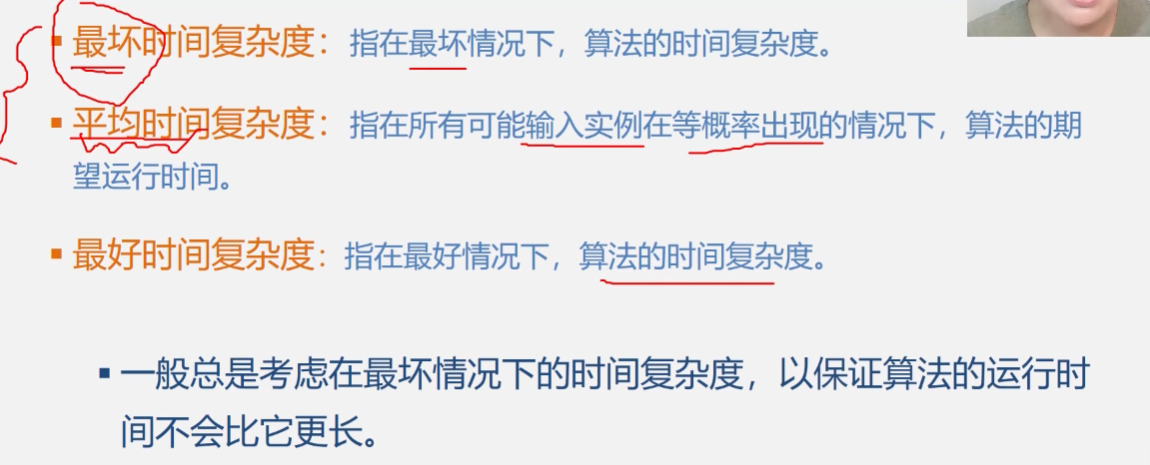 ▪ 最坏时间复杂度：指在最坏情况下，算法的时间复杂度。
▪ 平均时间复杂度：指在所有可能输入实例在等概率出现的情况下，算法的期
望运行时间。
▪ 最好时间复杂度：指在最好情况下，算法的时间复杂度。
▪ 一般总是考虑在最坏情况下的时间复杂度，以保证算法的运行时
间不会比它更长。